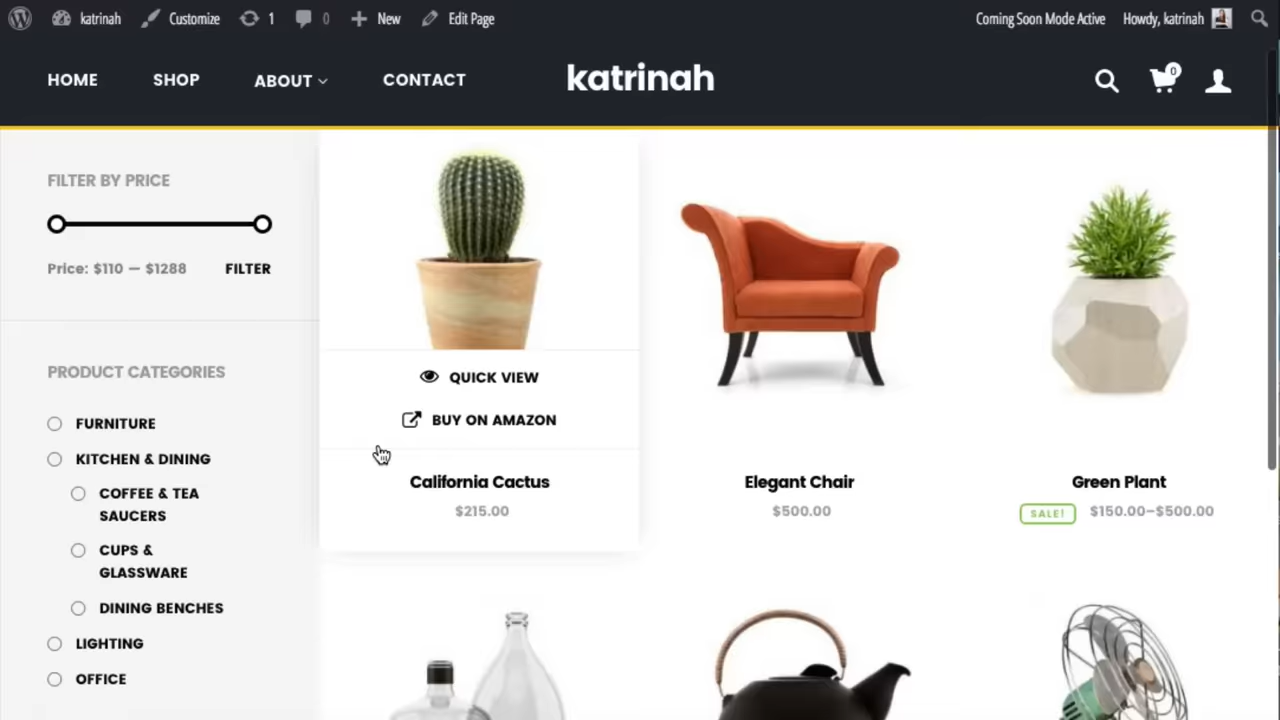 katrinah Customize 1 0 New Edit Page Coming Soon Mode Active Howdy, katrinah
HOME SHOP ABOUT CONTACT katrinah 0
FILTER BY PRICE
Price: $110 — $1288 FILTER
PRODUCT CATEGORIES
FURNITURE
KITCHEN & DINING
COFFEE & TEA
SAUCERS
CUPS &
GLASSWARE
DINING BENCHES
LIGHTING
OFFICE
QUICK VIEW
BUY ON AMAZON
California Cactus
$215.00
Elegant Chair
$500.00
Green Plant
SALE! $150.00–$500.00